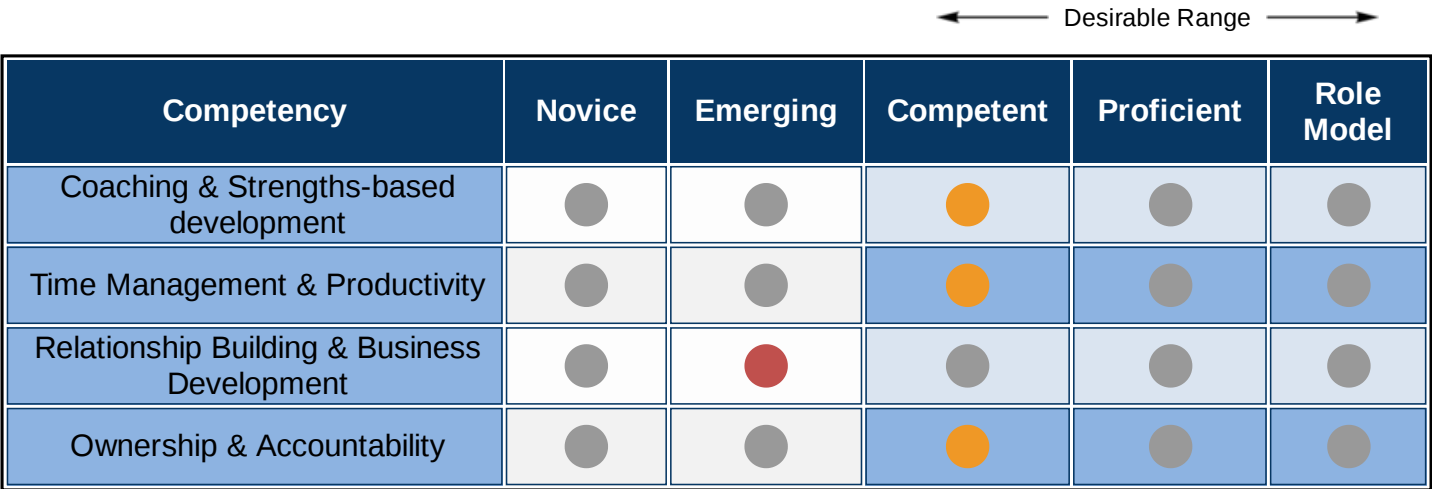 Desirable Range
Competency Novice Emerging Competent Proficient Role
Model
Coaching & Strengths-based
development
Time Management & Productivity
Relationship Building & Business
Development
Ownership & Accountability